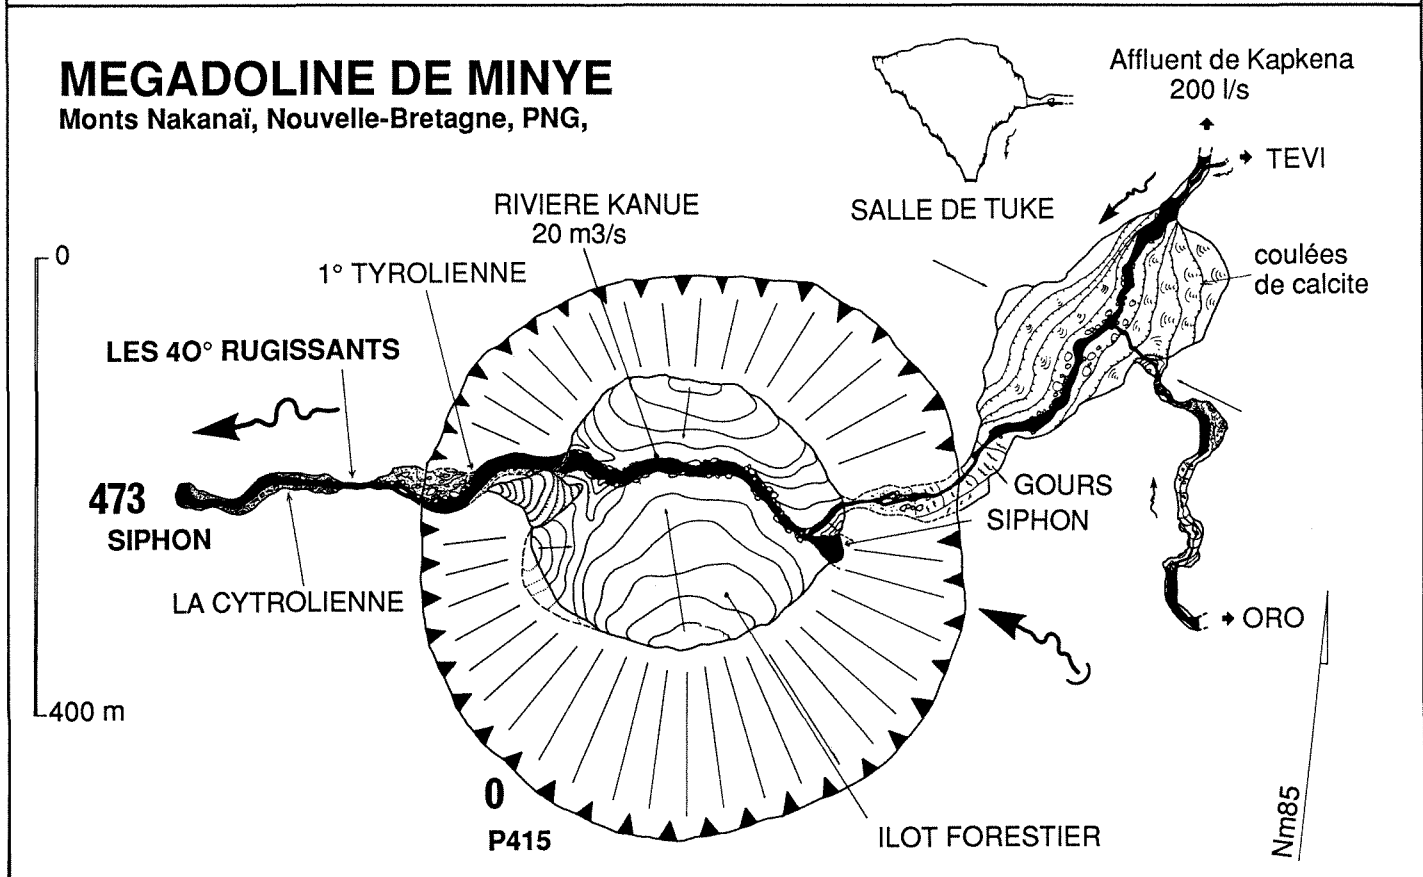 MEGADOLINE DE MINYE
Monts Nakanaï, Nouvelle-Bretagne, PNG,
Affluent de Kapkena
200 l/s
TEVI
SALLE DE TUKE
RIVIERE KANUE
20 m3/s
coulées
de calcite
0
1° TYROLIENNE
LES 40° RUGISSANTS
473
SIPHON
GOURS
SIPHON
LA CYTROLIENNE
ORO
400 m
0
P415
ILOT FORESTIER
Nm85